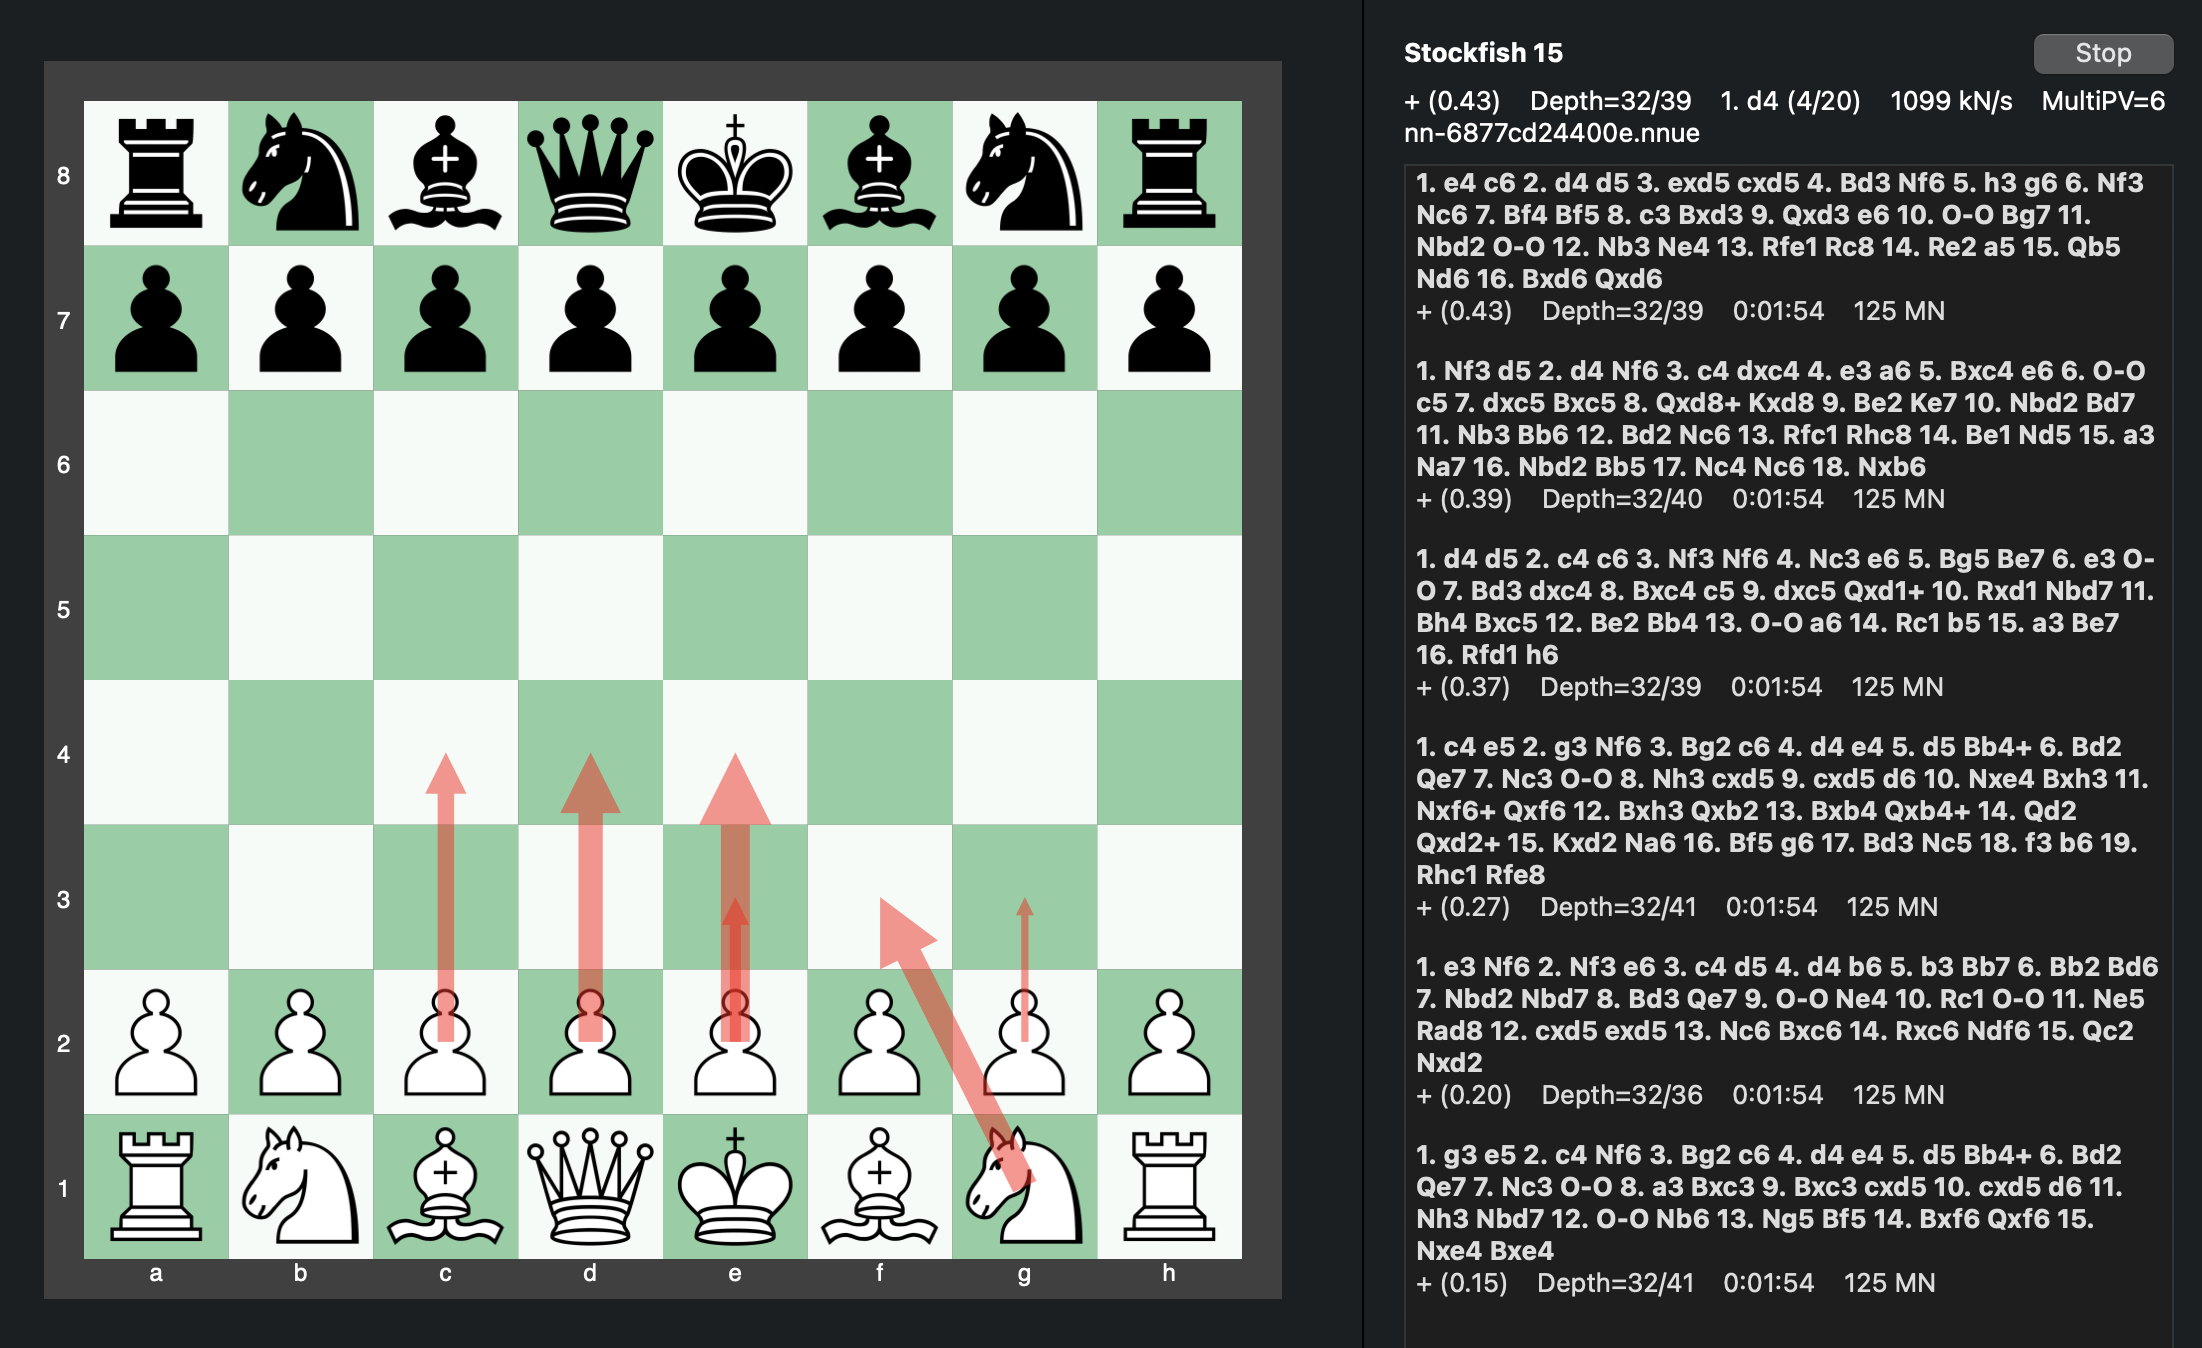 8
7
6
5
4
3
2
1
a b c d e f g h
Stockfish 15
Stop
+ (0.43) Depth=32/39 1. d4 (4/20) 1099 kN/s MultiPV=6
nn-6877cd24400e.nnue
1. e4 c6 2. d4 d5 3. exd5 cxd5 4. Bd3 Nf6 5. h3 g6 6. Nf3
Nc6 7. Bf4 Bf5 8. c3 Bxd3 9. Qxd3 e6 10. O-O Bg7 11.
Nbd2 O-O 12. Nb3 Ne4 13. Rfe1 Rc8 14. Re2 a5 15. Qb5
Nd6 16. Bxd6 Qxd6
+ (0.43) Depth=32/39 0:01:54 125 MN
1. Nf3 d5 2. d4 Nf6 3. c4 dxc4 4. e3 a6 5. Bxc4 e6 6. O-O
c5 7. dxc5 Bxc5 8. Qxd8+ Kxd8 9. Be2 Ke7 10. Nbd2 Bd7
11. Nb3 Bb6 12. Bd2 Nc6 13. Rfc1 Rhc8 14. Be1 Nd5 15. a3
Na7 16. Nbd2 Bb5 17. Nc4 Nc6 18. Nxb6
+ (0.39) Depth=32/40 0:01:54 125 MN
1. d4 d5 2. c4 c6 3. Nf3 Nf6 4. Nc3 e6 5. Bg5 Be7 6. e3 O-
O 7. Bd3 dxc4 8. Bxc4 c5 9. dxc5 Qxd1+ 10. Rxd1 Nbd7 11.
Bh4 Bxc5 12. Be2 Bb4 13. O-O a6 14. Rc1 b5 15. a3 Be7
16. Rfd1 h6
+ (0.37) Depth=32/39 0:01:54 125 MN
1. c4 e5 2. g3 Nf6 3. Bg2 c6 4. d4 e4 5. d5 Bb4+ 6. Bd2
Qe7 7. Nc3 O-O 8. Nh3 cxd5 9. cxd5 d6 10. Nxe4 Bxh3 11.
Nxf6+ Qxf6 12. Bxh3 Qxb2 13. Bxb4 Qxb4+ 14. Qd2
Qxd2+ 15. Kxd2 Na6 16. Bf5 g6 17. Bd3 Nc5 18. f3 b6 19.
Rhc1 Rfe8
+ (0.27) Depth=32/41 0:01:54 125 MN
1. e3 Nf6 2. Nf3 e6 3. c4 d5 4. d4 b6 5. b3 Bb7 6. Bb2 Bd6
7. Nbd2 Nbd7 8. Bd3 Qe7 9. O-O Ne4 10. Rc1 O-O 11. Ne5
Rad8 12. cxd5 exd5 13. Nc6 Bxc6 14. Rxc6 Ndf6 15. Qc2
Nxd2
+ (0.20) Depth=32/36 0:01:54 125 MN
1. g3 e5 2. c4 Nf6 3. Bg2 c6 4. d4 e4 5. d5 Bb4+ 6. Bd2
Qe7 7. Nc3 O-O 8. a3 Bxc3 9. Bxc3 cxd5 10. cxd5 d6 11.
Nh3 Nbd7 12. O-O Nb6 13. Ng5 Bf5 14. Bxf6 Qxf6 15.
Nxe4 Bxe4
+ (0.15) Depth=32/41 0:01:54 125 MN